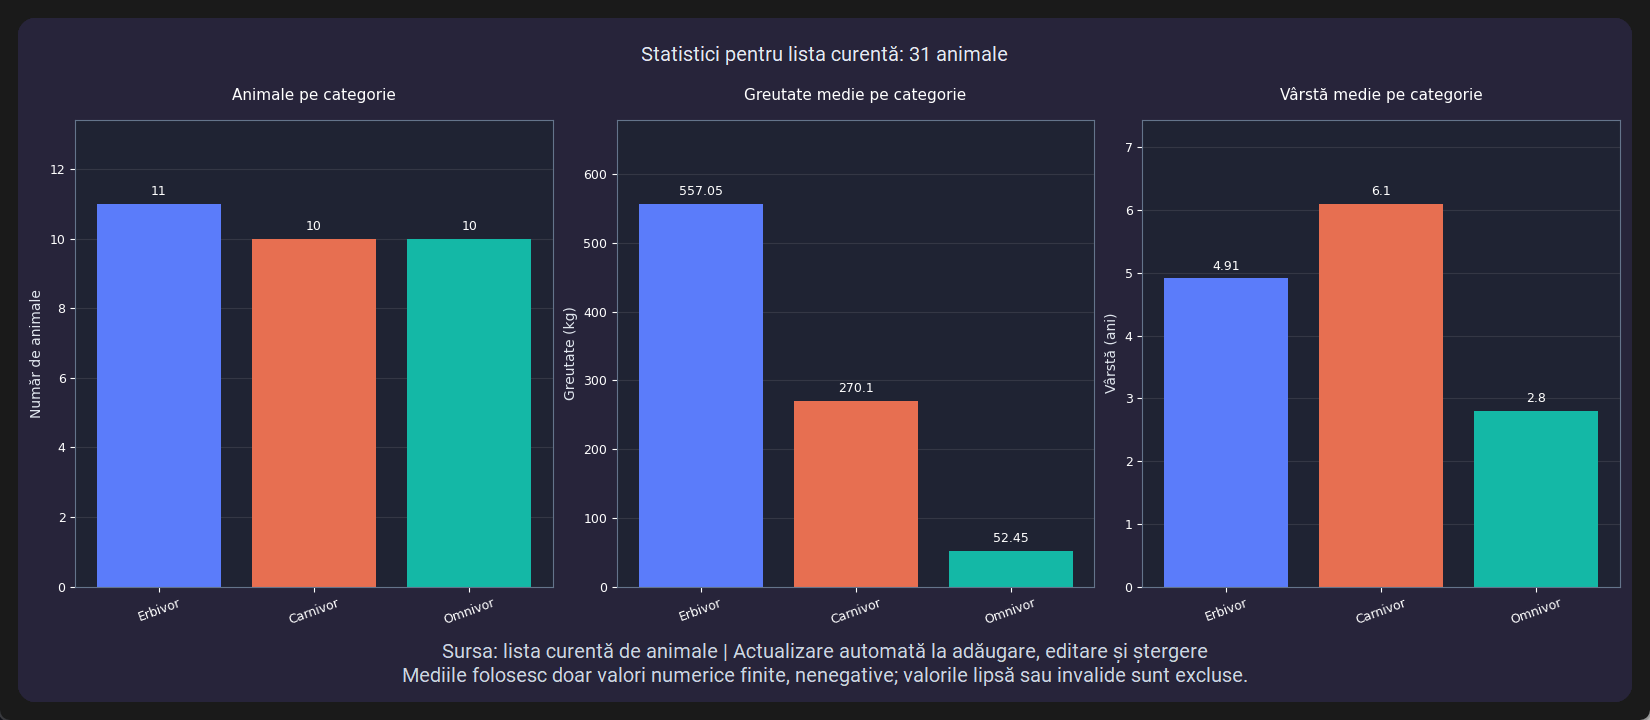 Statistici pentru lista curentă: 31 animale
Animale pe categorie
Număr de animale
12
10
8
6
4
2
0
11
10
10
Erbivor
Carnivor
Omnivor
Greutate medie pe categorie
Greutate (kg)
600
500
400
300
200
100
0
557.05
270.1
52.45
Erbivor
Carnivor
Omnivor
Vârstă medie pe categorie
Vârstă (ani)
7
6
5
4
3
2
1
0
4.91
6.1
2.8
Erbivor
Carnivor
Omnivor
Sursa: lista curentă de animale | Actualizare automată la adăugare, editare și ștergere
Mediile folosesc doar valori numerice finite, nenegative; valorile lipsă sau invalide sunt excluse.